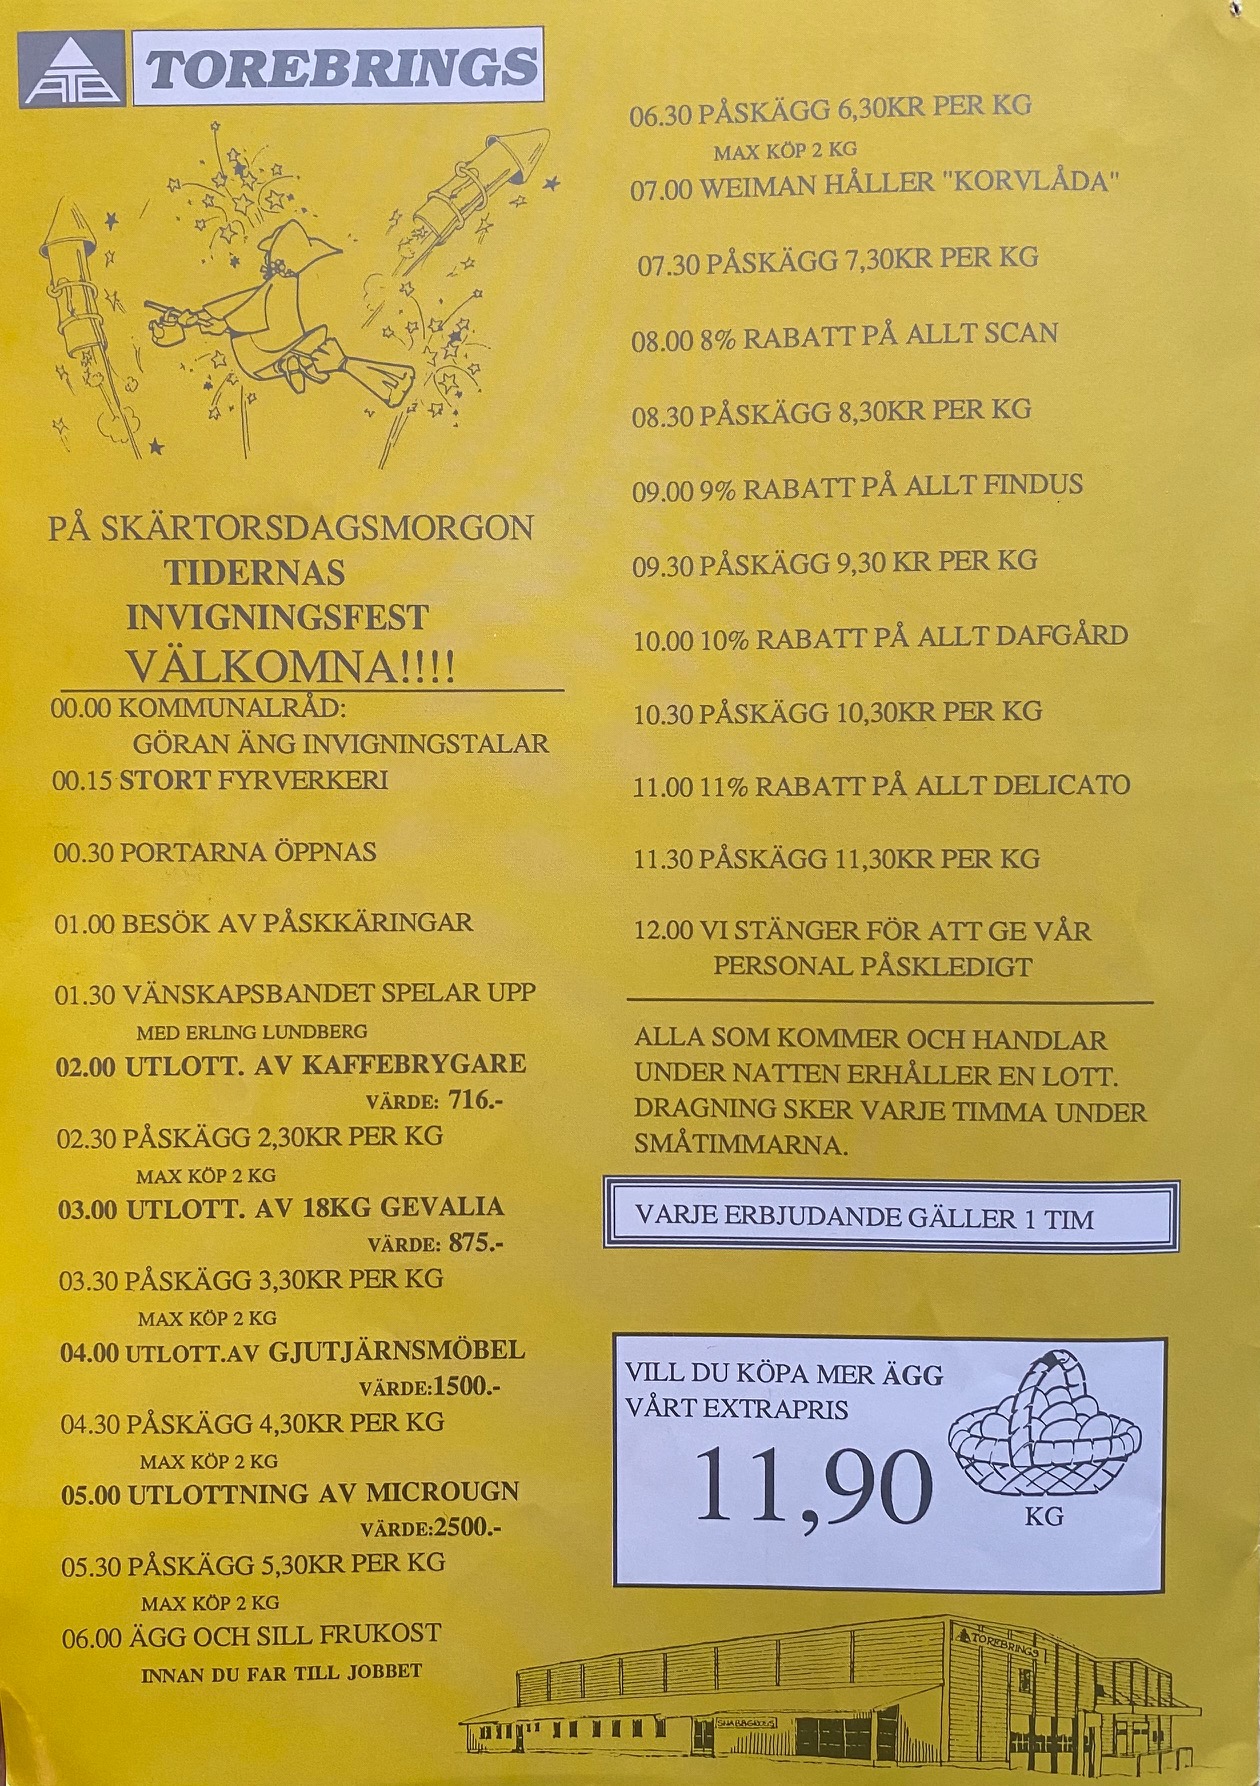 ATB
TOREBRINGS
PÅ SKÄRTORSDAGSMORGON
TIDERNAS
INVIGNINGSFEST
VÄLKOMNA!!!!
00.00 KOMMUNALRÅD:
GÖRAN ÄNG INVIGNINGSTALAR
00.15 STORT FYRVERKERI
00.30 PORTARNA ÖPPNAS
01.00 BESÖK AV PÅSKKÄRINGAR
01.30 VÄNSKAPSBANDET SPELAR UPP
MED ERLING LUNDBERG
02.00 UTLOTT. AV KAFFEBRYGARE
VÄRDE: 716.-
02.30 PÅSKÄGG 2,30KR PER KG
MAX KÖP 2 KG
03.00 UTLOTT. AV 18KG GEVALIA
VÄRDE: 875.-
03.30 PÅSKÄGG 3,30KR PER KG
MAX KÖP 2 KG
04.00 UTLOTT.AV GJUTJÄRNSMÖBEL
VÄRDE:1500.-
04.30 PÅSKÄGG 4,30KR PER KG
MAX KÖP 2 KG
05.00 UTLOTTNING AV MICROUGN
VÄRDE:2500.-
05.30 PÅSKÄGG 5,30KR PER KG
MAX KÖP 2 KG
06.00 ÄGG OCH SILL FRUKOST
INNAN DU FAR TILL JOBBET
06.30 PÅSKÄGG 6,30KR PER KG
MAX KÖP 2 KG
07.00 WEIMAN HÅLLER "KORVLÅDA"
07.30 PÅSKÄGG 7,30KR PER KG
08.00 8% RABATT PÅ ALLT SCAN
08.30 PÅSKÄGG 8,30KR PER KG
09.00 9% RABATT PÅ ALLT FINDUS
09.30 PÅSKÄGG 9,30 KR PER KG
10.00 10% RABATT PÅ ALLT DAFGÅRD
10.30 PÅSKÄGG 10,30KR PER KG
11.00 11% RABATT PÅ ALLT DELICATO
11.30 PÅSKÄGG 11,30KR PER KG
12.00 VI STÄNGER FÖR ATT GE VÅR
PERSONAL PÅSKLEDIGT
ALLA SOM KOMMER OCH HANDLAR
UNDER NATTEN ERHÅLLER EN LOTT.
DRAGNING SKER VARJE TIMMA UNDER
SMÅTIMMARNA.
VARJE ERBJUDANDE GÄLLER 1 TIM
VILL DU KÖPA MER ÄGG
VÅRT EXTRAPRIS
11,90
KG
TOREBRINGS
SNABBGROSS